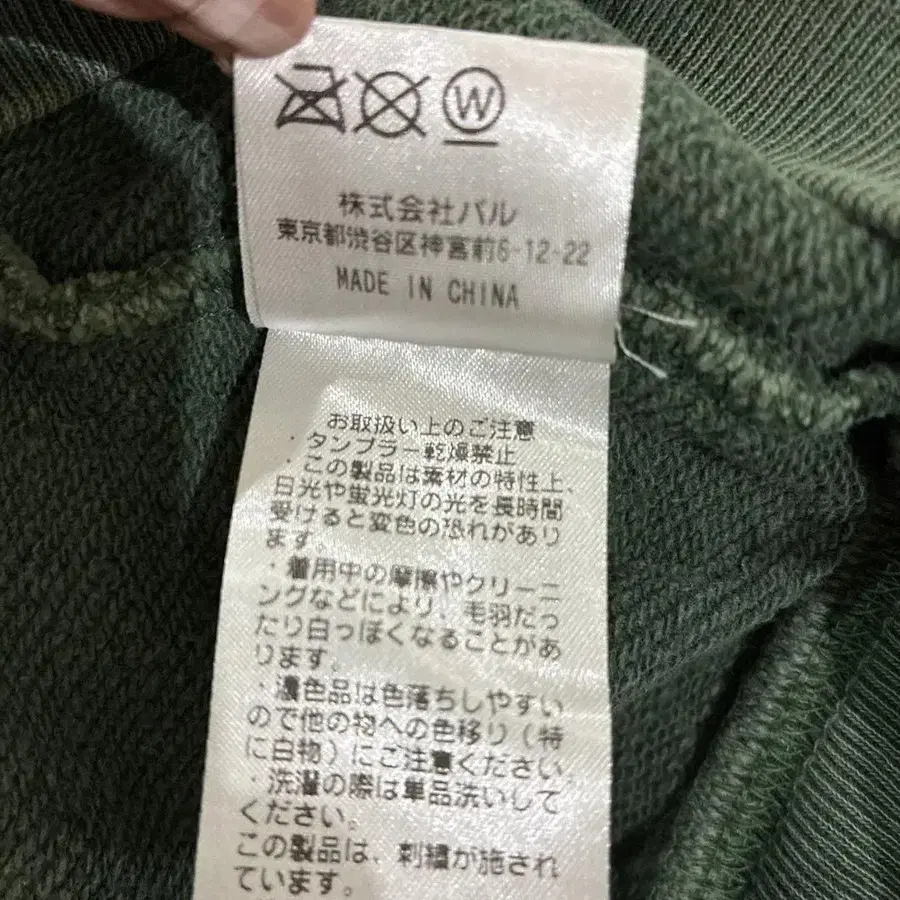 W
株式会社パル
東京都渋谷区神宮前6-12-22
MADE IN CHINA
お取扱い上のご注意
・タンブラー乾燥禁止
・この製品は素材の特性上、
日光や蛍光灯の光を長時間
受けると変色の恐れがあり
ます。
・着用中の摩擦やクリーニ
ングなどにより、毛羽だっ
たり白っぽくなることがあ
ります。
・濃色品は色落ちしやすい
ので他の物への色移り（特
に白物）にご注意ください。
・洗濯の際は単品洗いして
ください。
この製品は、刺繍が施され
ています。